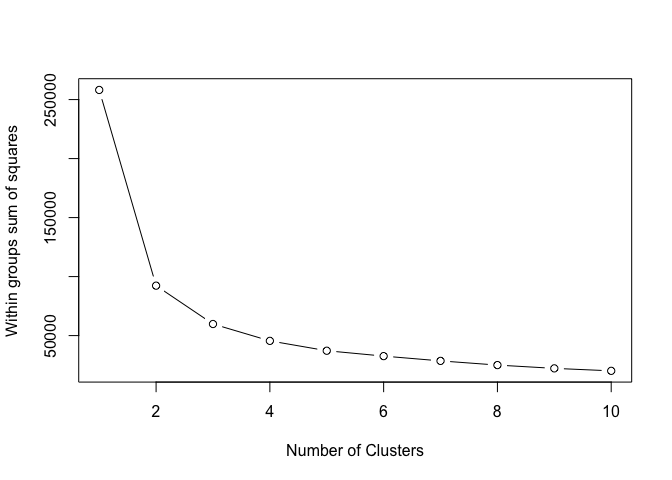 Within groups sum of squares
250000
150000
50000
2 4 6 8 10
Number of Clusters